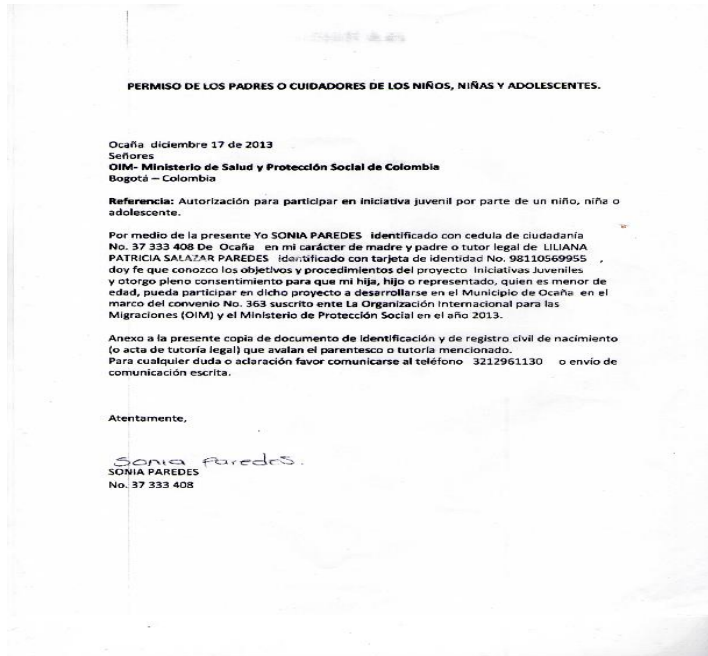 PERMISO DE LOS PADRES O CUIDADORES DE LOS NIÑOS, NIÑAS Y ADOLESCENTES.
Ocaña diciembre 17 de 2013
Señores
OIM- Ministerio de Salud y Protección Social de Colombia
Bogotá – Colombia
Referencia: Autorización para participar en iniciativa juvenil por parte de un niño, niña o
adolescente.
Por medio de la presente Yo SONIA PAREDES identificado con cedula de ciudadanía
No. 37 333 408 De Ocaña en mi carácter de madre y padre o tutor legal de LILIANA
PATRICIA SALAZAR PAREDES identificado con tarjeta de identidad No. 98110569955 ,
doy fe que conozco los objetivos y procedimientos del proyecto Iniciativas Juveniles
y otorgo pleno consentimiento para que mi hija, hijo o representado, quien es menor de
edad, pueda participar en dicho proyecto a desarrollarse en el Municipio de Ocaña en el
marco del convenio No. 363 suscrito ente La Organización Internacional para las
Migraciones (OIM) y el Ministerio de Protección Social en el año 2013.
Anexo a la presente copia de documento de identificación y de registro civil de nacimiento
(o acta de tutoría legal) que avalan el parentesco o tutoría mencionado.
Para cualquier duda o aclaración favor comunicarse al teléfono 3212961130 o envío de
comunicación escrita.
Atentamente,
Sonia Paredes.
SONIA PAREDES
No. 37 333 408